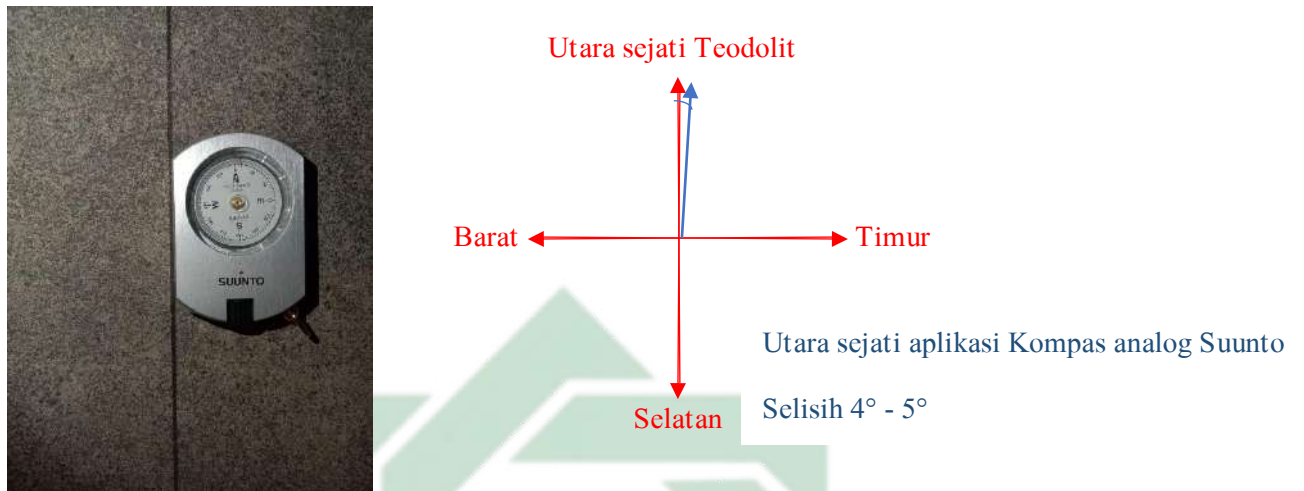 SUUNTO
Utara sejati Teodolit
Barat
Timur
Utara sejati aplikasi Kompas analog Suunto
Selisih 4° - 5°
Selatan